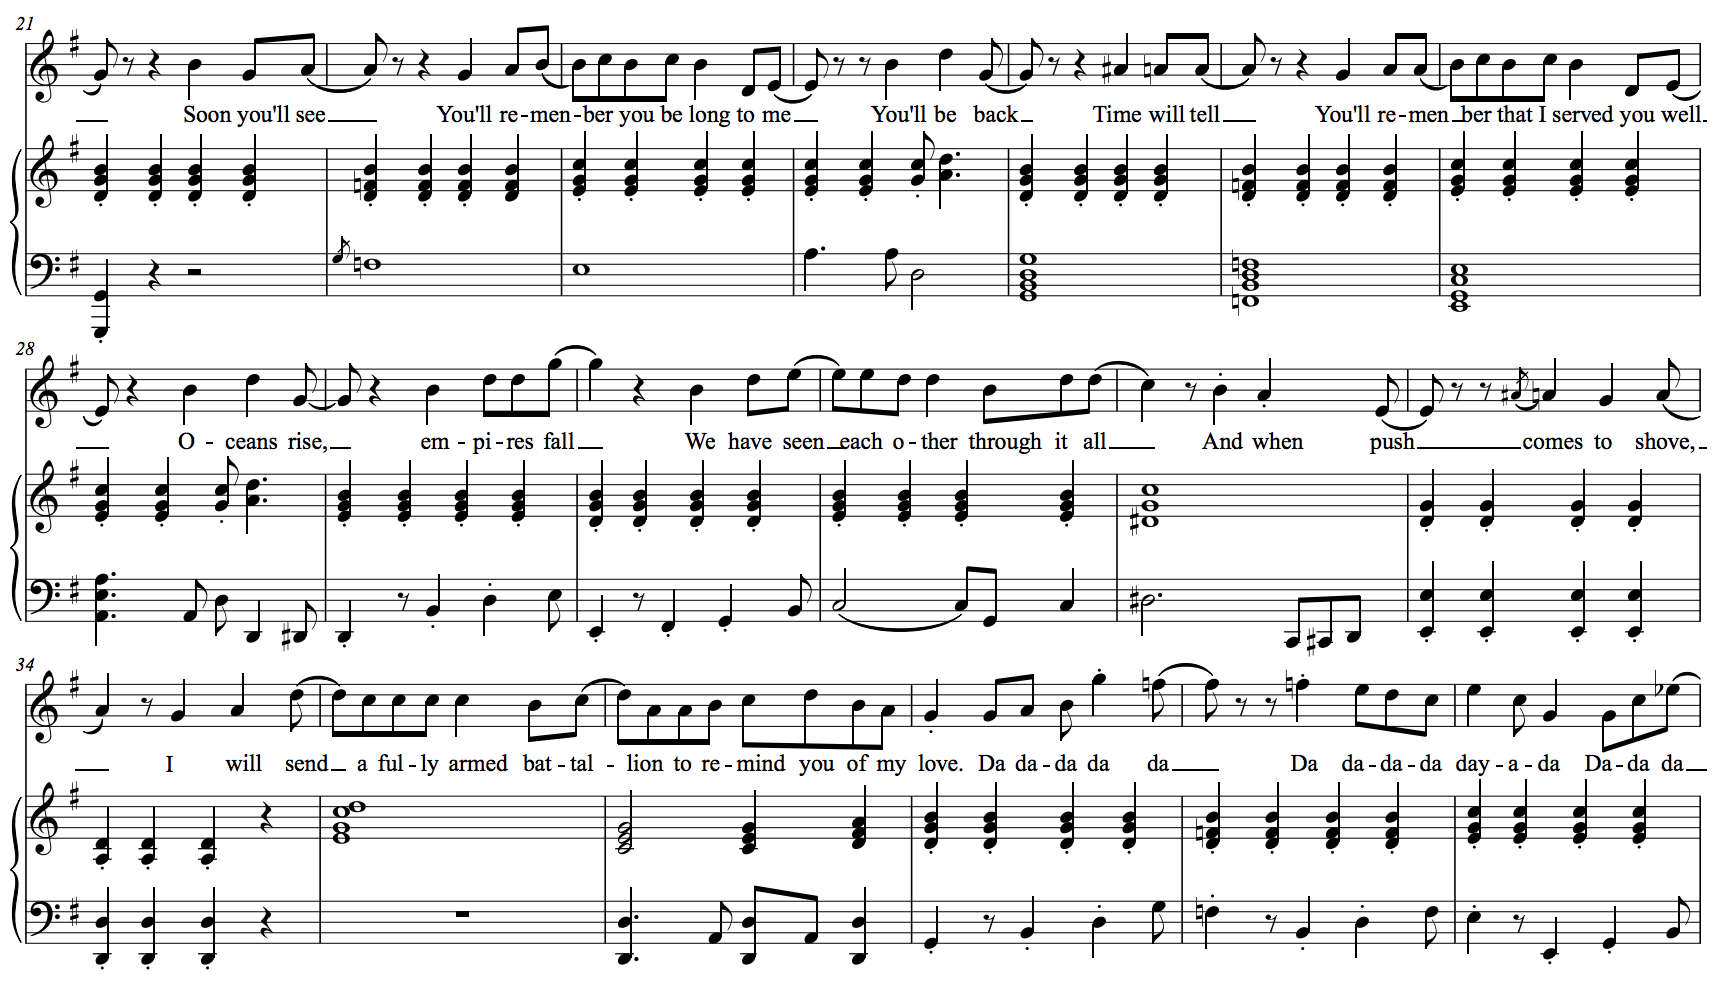 21
Soon you'll see You'll re-men-ber you be long to me You'll be back Time will tell You'll re-men ber that I served you well
28
O - ceans rise, em - pi - res fall We have seen each o - ther through it all And when push comes to shove,
34
I will send a ful - ly armed bat - tal - lion to re - mind you of my love. Da da - da da da Da da - da - da day - a - da Da - da da